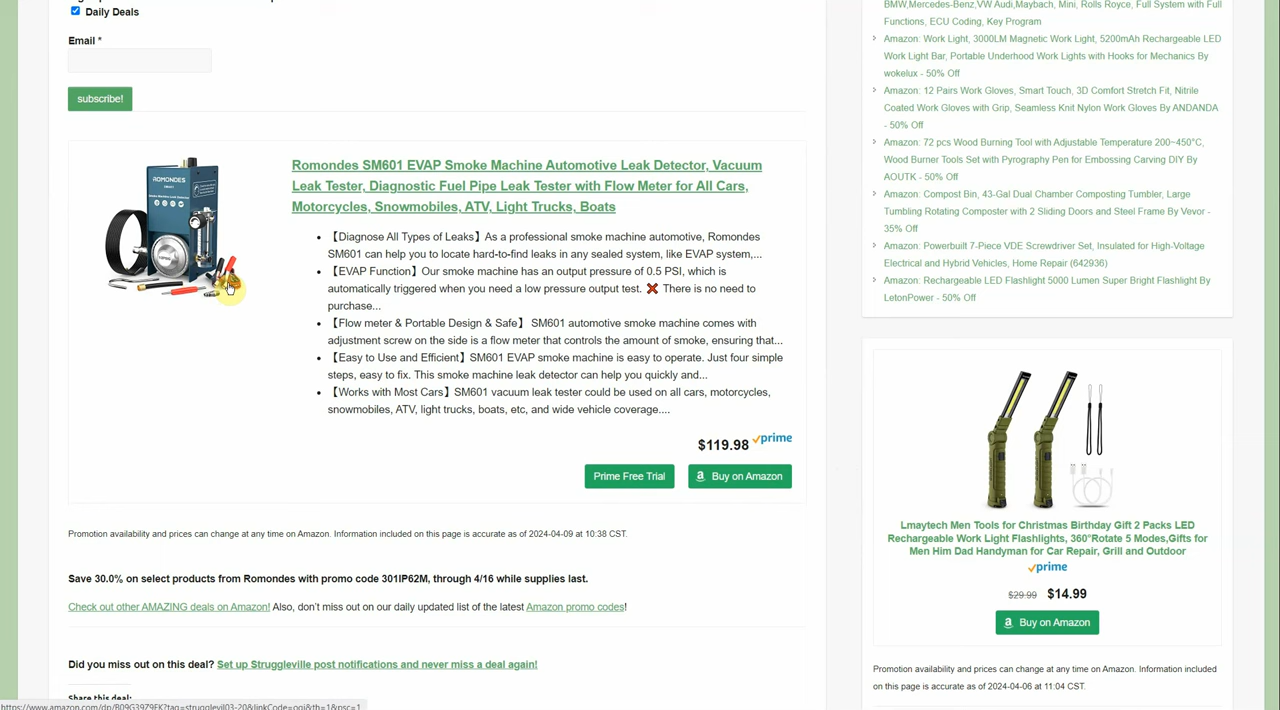 Daily Deals
Email *
subscribe!
ROMONDES
Romondes SM601 EVAP Smoke Machine Automotive Leak Detector, Vacuum
Leak Tester, Diagnostic Fuel Pipe Leak Tester with Flow Meter for All Cars,
Motorcycles, Snowmobiles, ATV, Light Trucks, Boats
• 【Diagnose All Types of Leaks】As a professional smoke machine automotive, Romondes
SM601 can help you to locate hard-to-find leaks in any sealed system, like EVAP system,...
• 【EVAP Function】Our smoke machine has an output pressure of 0.5 PSI, which is
automatically triggered when you need a low pressure output test. ❌ There is no need to
purchase...
• 【Flow meter & Portable Design & Safe】 SM601 automotive smoke machine comes with
adjustment screw on the side is a flow meter that controls the amount of smoke, ensuring that...
• 【Easy to Use and Efficient】SM601 EVAP smoke machine is easy to operate. Just four simple
steps, easy to fix. This smoke machine leak detector can help you quickly and...
• 【Works with Most Cars】SM601 vacuum leak tester could be used on all cars, motorcycles,
snowmobiles, ATV, light trucks, boats, etc, and wide vehicle coverage....
$119.98 prime
Prime Free Trial
Buy on Amazon
Promotion availability and prices can change at any time on Amazon. Information included on this page is accurate as of 2024-04-09 at 10:38 CST.
Save 30.0% on select products from Romondes with promo code 301IP62M, through 4/16 while supplies last.
Check out other AMAZING deals on Amazon! Also, don't miss out on our daily updated list of the latest Amazon promo codes!
Did you miss out on this deal? Set up Struggleville post notifications and never miss a deal again!
Share this deal:
BMW,Mercedes-Benz,VW Audi,Maybach, Mini, Rolls Royce, Full System with Full
Functions, ECU Coding, Key Program
Amazon: Work Light, 3000LM Magnetic Work Light, 5200mAh Rechargeable LED
Work Light Bar, Portable Underhood Work Lights with Hooks for Mechanics By
wokelux - 50% Off
Amazon: 12 Pairs Work Gloves, Smart Touch, 3D Comfort Stretch Fit, Nitrile
Coated Work Gloves with Grip, Seamless Knit Nylon Work Gloves By ANDANDA
- 50% Off
Amazon: 72 pcs Wood Burning Tool with Adjustable Temperature 200~450°C,
Wood Burner Tools Set with Pyrography Pen for Embossing Carving DIY By
AOUTK - 50% Off
Amazon: Compost Bin, 43-Gal Dual Chamber Composting Tumbler, Large
Tumbling Rotating Composter with 2 Sliding Doors and Steel Frame By Vevor -
35% Off
Amazon: Powerbuilt 7-Piece VDE Screwdriver Set, Insulated for High-Voltage
Electrical and Hybrid Vehicles, Home Repair (642936)
Amazon: Rechargeable LED Flashlight 5000 Lumen Super Bright Flashlight By
LetonPower - 50% Off
Lmaytech Men Tools for Christmas Birthday Gift 2 Packs LED
Rechargeable Work Light Flashlights, 360°Rotate 5 Modes,Gifts for
Men Him Dad Handyman for Car Repair, Grill and Outdoor
prime
$29.99 $14.99
Buy on Amazon
Promotion availability and prices can change at any time on Amazon. Information included
on this page is accurate as of 2024-04-06 at 11:04 CST.